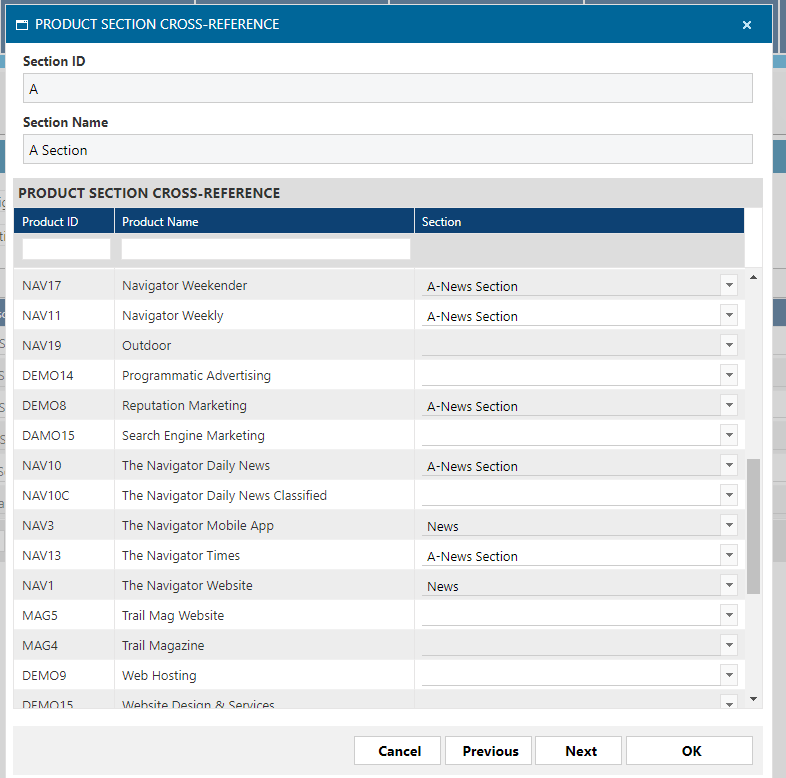 PRODUCT SECTION CROSS-REFERENCE
Section ID
A
Section Name
A Section
PRODUCT SECTION CROSS-REFERENCE
Product ID Product Name Section
NAV17 Navigator Weekender A-News Section
NAV11 Navigator Weekly A-News Section
NAV19 Outdoor
DEMO14 Programmatic Advertising
DEMO8 Reputation Marketing A-News Section
DAMO15 Search Engine Marketing
NAV10 The Navigator Daily News A-News Section
NAV10C The Navigator Daily News Classified
NAV3 The Navigator Mobile App News
NAV13 The Navigator Times A-News Section
NAV1 The Navigator Website News
MAG5 Trail Mag Website
MAG4 Trail Magazine
DEMO9 Web Hosting
DEMO15 Website Design & Services
Cancel Previous Next OK